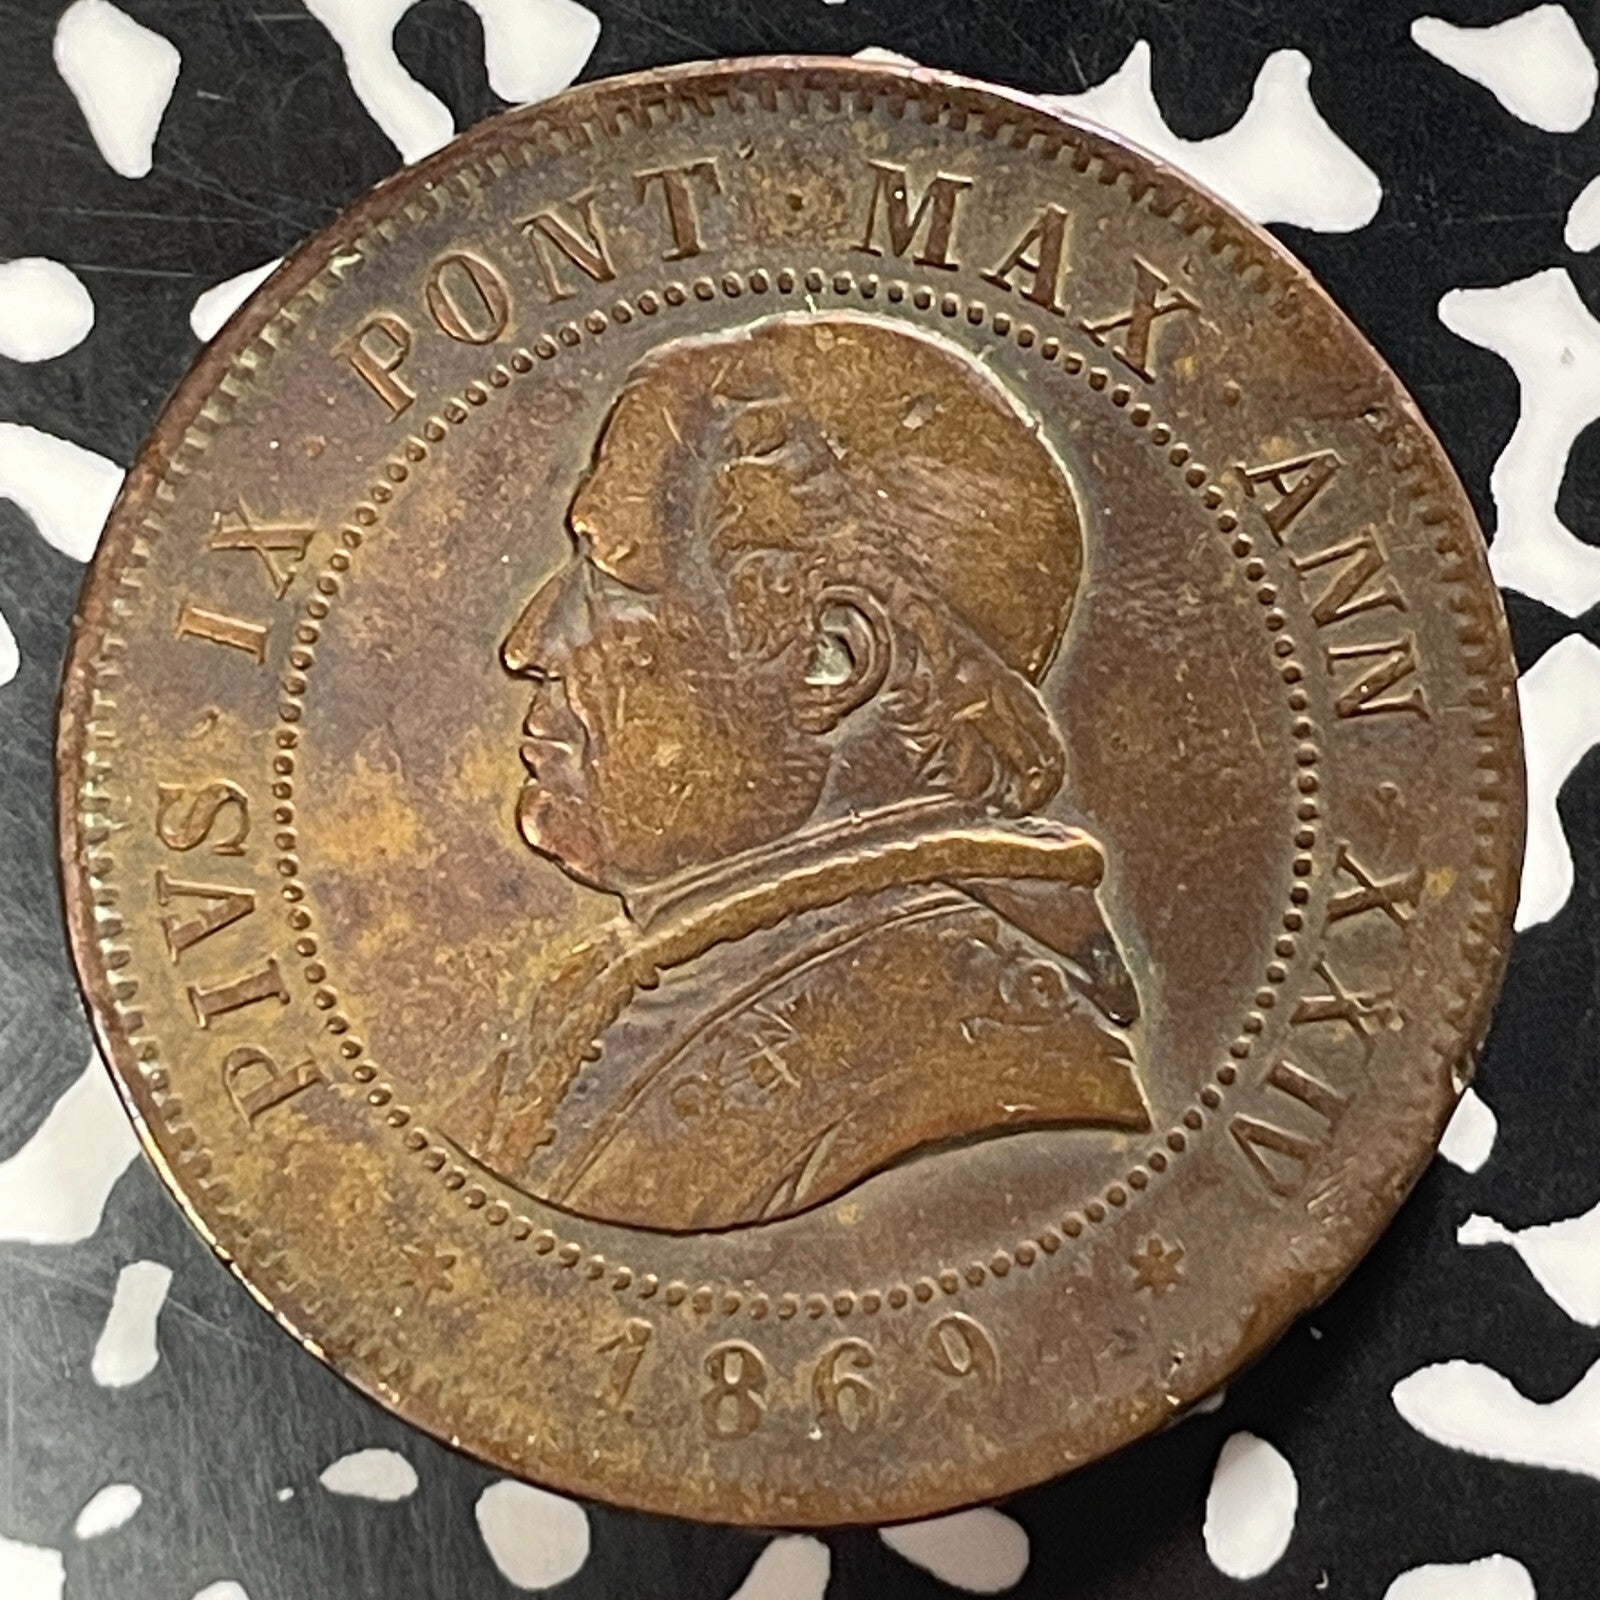 PIVS · IX · PONT · MAX · ANN · XXIV
* 1869 *